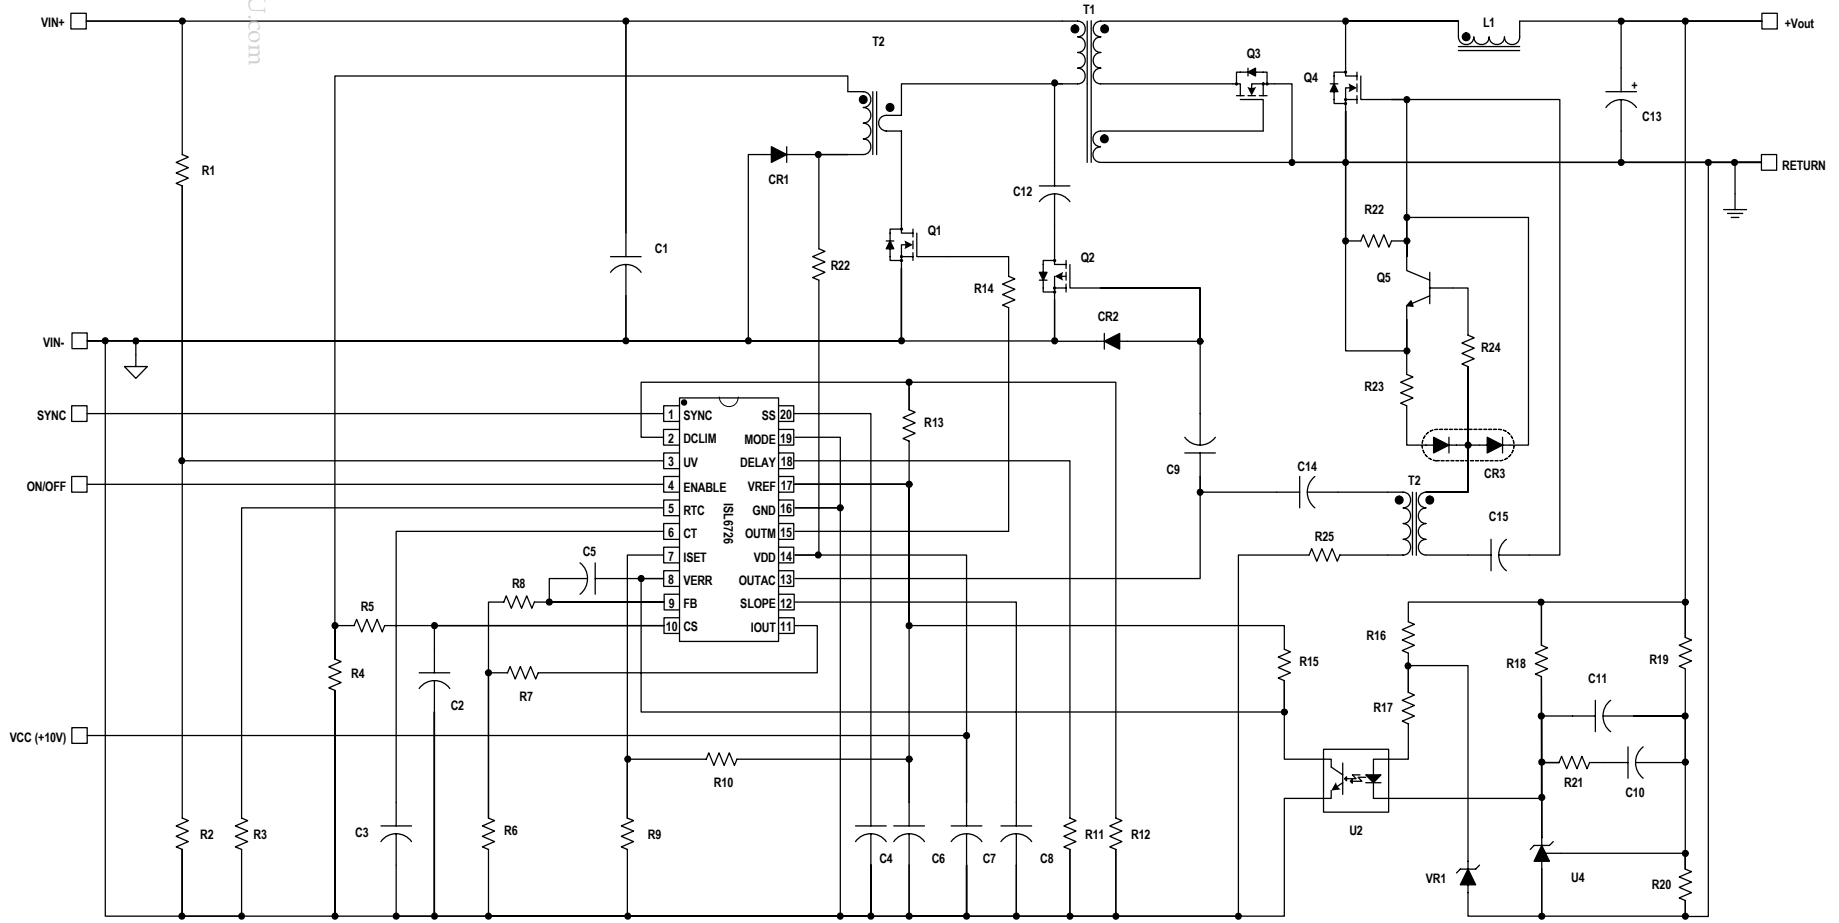 U.com
T1
VIN+
L1
+Vout
T2
Q3
Q4
+
C13
R1
RETURN
CR1
C12
R22
Q1
C1
R22
Q2
Q5
R14
CR2
R24
VIN-
R23
SYNC
1 SYNC SS 20
R13
2 DCLIM MODE 19
3 UV DELAY 18
C9
C14
CR3
ON/OFF
4 ENABLE VREF 17
T2
5 RTC GND 16
ISL6726
6 CT OUTM 15
C15
R25
C5
7 ISET VDD 14
R8
8 VERR OUTAC 13
9 FB SLOPE 12
R5
10 CS IOUT 11
R16
R15
R18
R19
R4
R7
C2
C11
R17
VCC (+10V)
R10
R21
C10
C3
R2
R3
R6
R9
C4
C6
C7
C8
R11
R12
U2
VR1
U4
R20